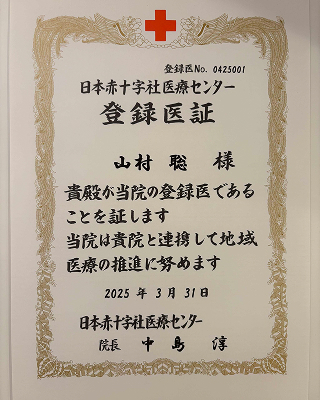 登録医No. 0425001
日本赤十字社医療センター
登録医証
山村 聡 様
貴殿が当院の登録医である
ことを証します
当院は貴院と連携して地域
医療の推進に努めます
2025 年 3 月 31 日
日本赤十字社医療センター
院長 中島 淳